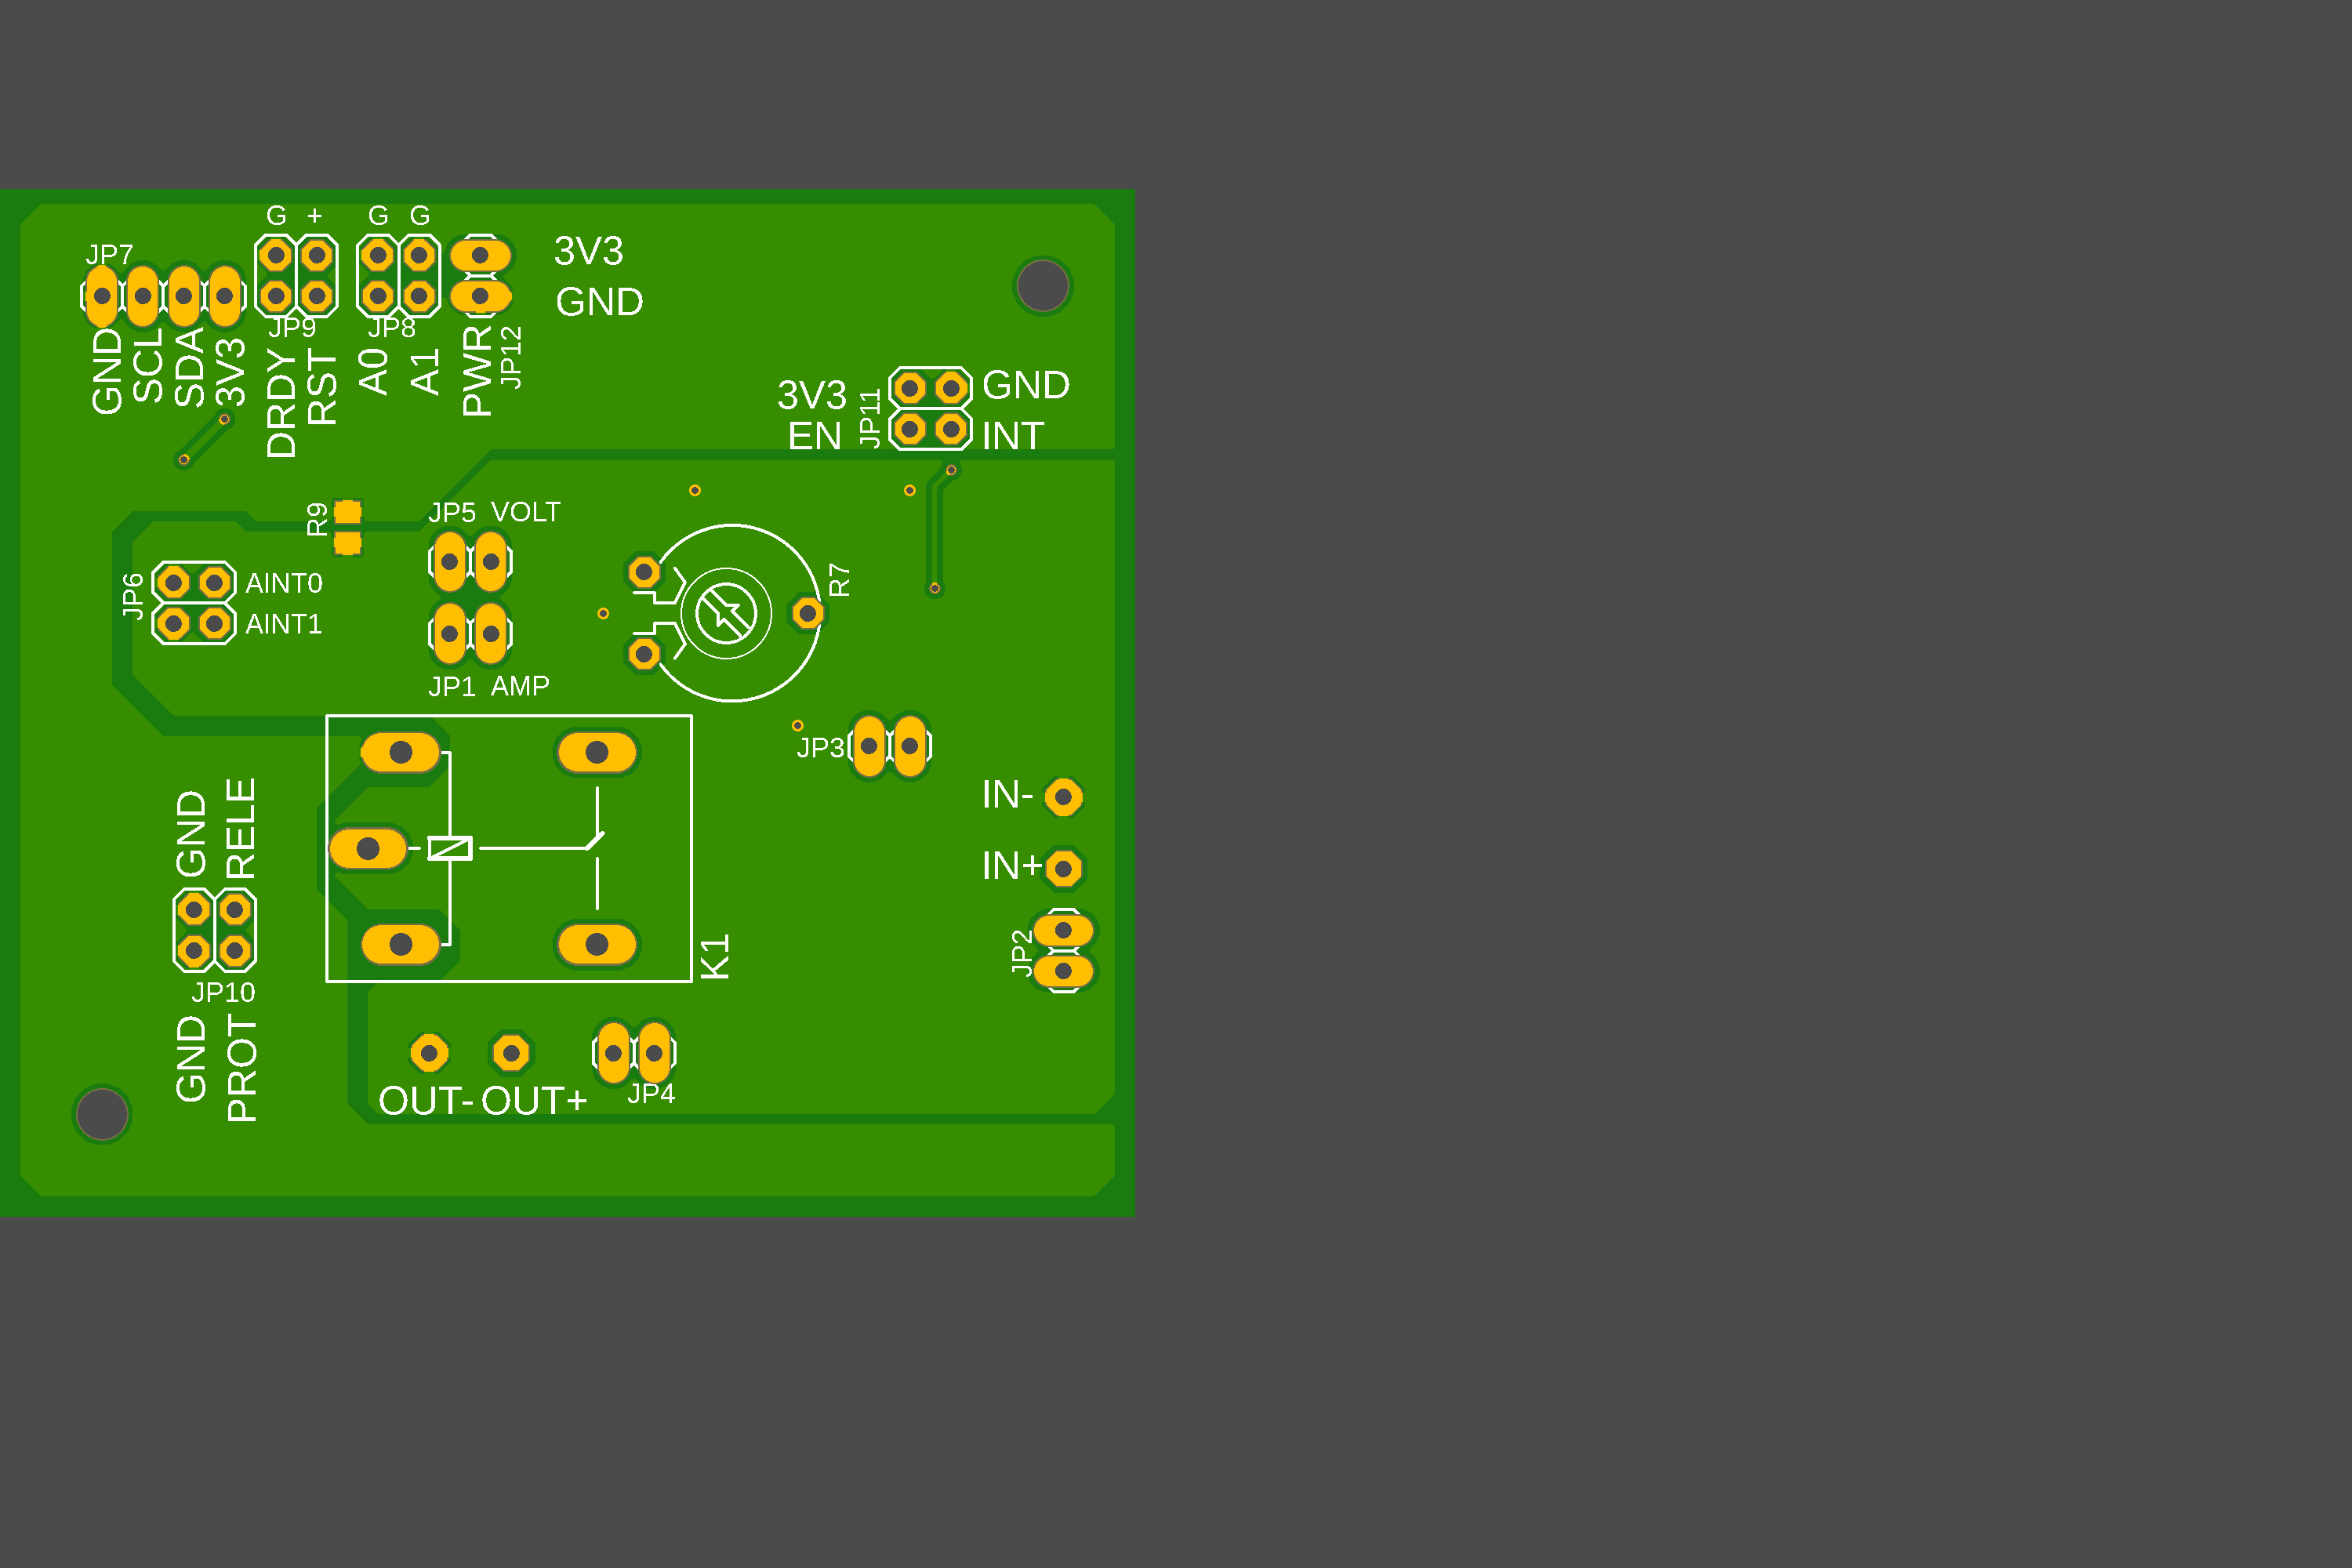 G + G G
JP7
3V3
GND
JP9
JP8
GND
SCL
SDA
3V3
DRDY
RST
A0
A1
PWR
JP12
3V3
EN
JP11
GND
INT
R9
JP5 VOLT
JP6
AINT0
AINT1
R7
JP1 AMP
JP3
IN-
IN+
GND
RELE
JP2
K1
JP10
GND
PROT
OUT- OUT+
JP4